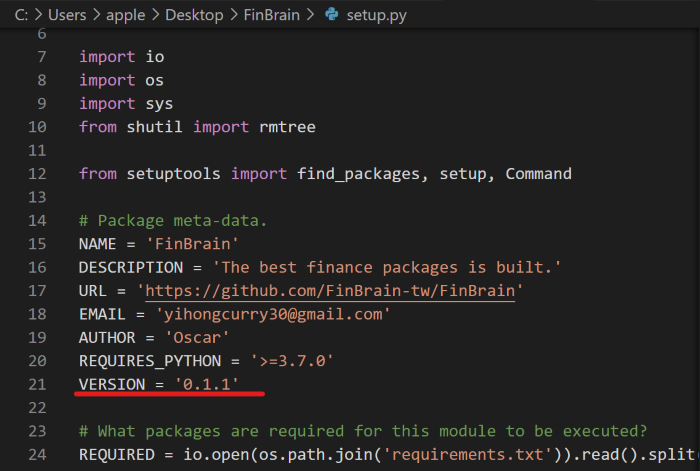 C: > Users > apple > Desktop > FinBrain > setup.py
6
7 import io
8 import os
9 import sys
10 from shutil import rmtree
11
12 from setuptools import find_packages, setup, Command
13
14 # Package meta-data.
15 NAME = 'FinBrain'
16 DESCRIPTION = 'The best finance packages is built.'
17 URL = 'https://github.com/FinBrain-tw/FinBrain'
18 EMAIL = 'yihongcurry30@gmail.com'
19 AUTHOR = 'Oscar'
20 REQUIRES_PYTHON = '>=3.7.0'
21 VERSION = '0.1.1'
22
23 # What packages are required for this module to be executed?
24 REQUIRED = io.open(os.path.join('requirements.txt')).read().split